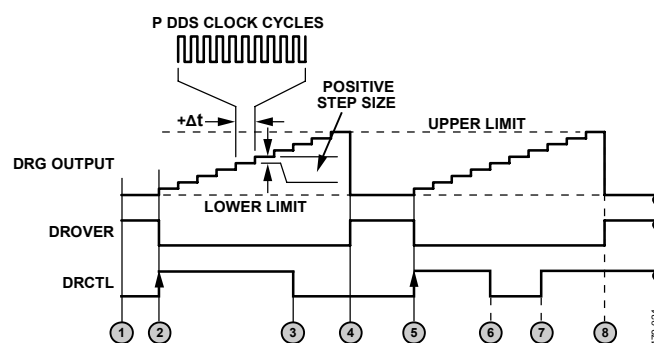 P DDS CLOCK CYCLES
POSITIVE
STEP SIZE
+Δt
UPPER LIMIT
DRG OUTPUT
LOWER LIMIT
DROVER
DRCTL
1 2 3 4 5 6 7 8